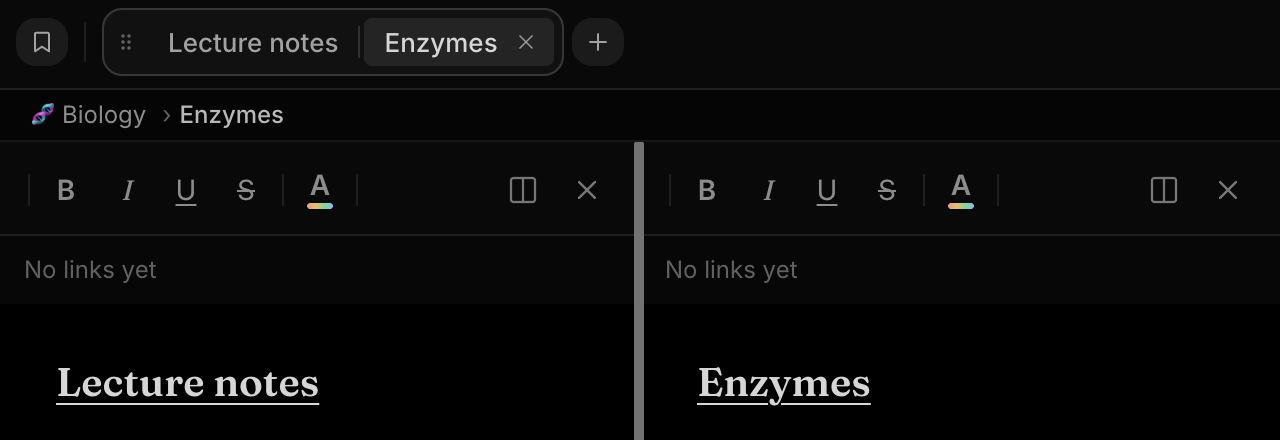 Lecture notes Enzymes
Biology › Enzymes
B I U S A B I U S A
No links yet
No links yet
Lecture notes
Enzymes